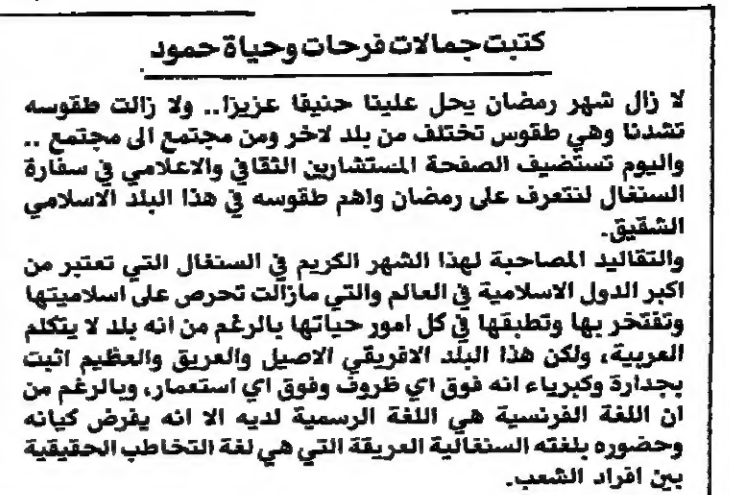 كتبت جمالات فرحات وحياة حمود
لا زال شهر رمضان يحل علينا حنيفا عزيزا.. ولا زالت طقوسه
تشدنا وهي طقوس تختلف من بلد لاخر ومن مجتمع الى مجتمع ..
واليوم تستضيف الصفحة المستشارين الثقافي والاعلامي في سفارة
السنغال لنتعرف على رمضان واهم طقوسه في هذا البلد الاسلامي
الشقيق.
والتقاليد المصاحبة لهذا الشهر الكريم في السنغال التي تعتبر من
اكبر الدول الاسلامية في العالم والتي مازالت تحرص على اسلاميتها
وتفتخر بها وتطبقها في كل امور حياتها بالرغم من انه بلد لا يتكلم
العربية، ولكن هذا البلد الافريقي الاصيل والعريق والعظيم اثبت
بجدارة وكبرياء انه فوق اي ظروف وفوق اي استعمار، وبالرغم من
ان اللغة الفرنسية هي اللغة الرسمية لديه الا انه يفرض كيانه
وحضوره بلغته السنغالية العريقة التي هي لغة التخاطب الحقيقية
بين افراد الشعب.